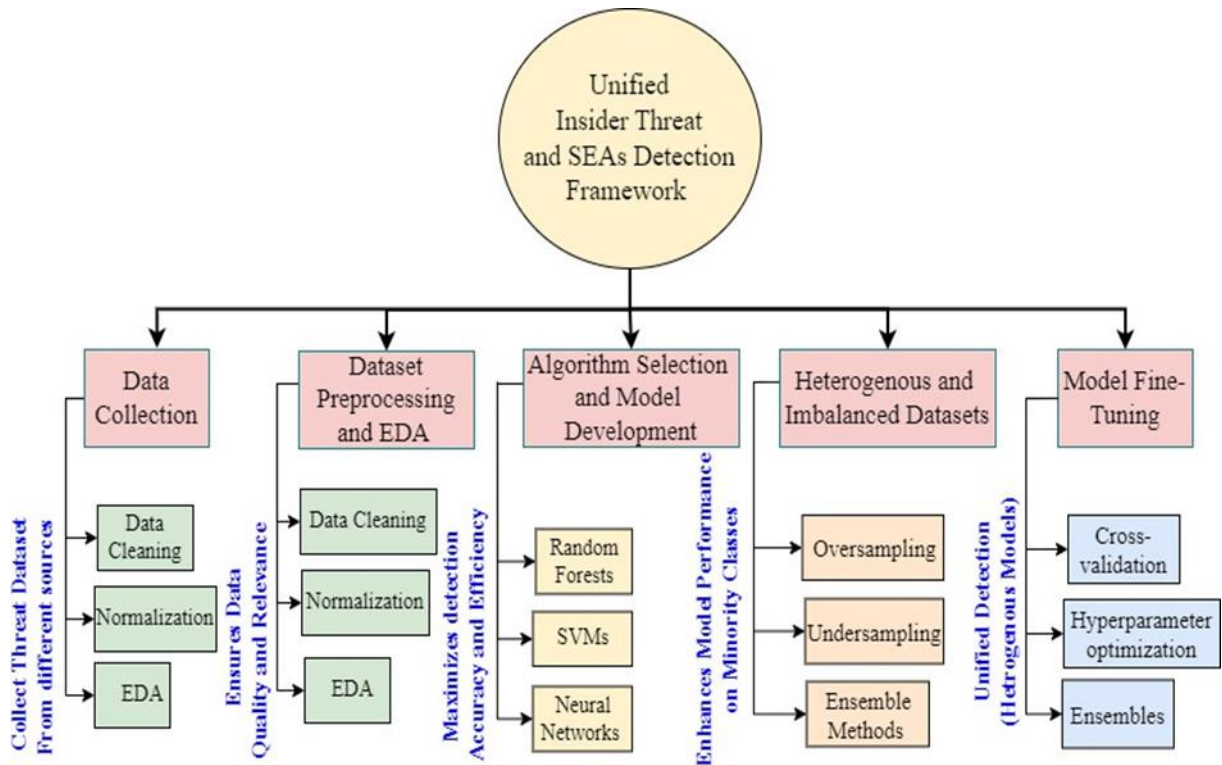 Unified
Insider Threat
and SEAs Detection
Framework
Data
Collection
Dataset
Preprocessing
and EDA
Algorithm Selection
and Model
Development
Heterogenous and
Imbalanced Datasets
Model Fine-
Tuning
Collect Threat Dataset
From different sources
Data
Cleaning
Normalization
EDA
Ensures Data
Quality and Relevance
Data Cleaning
Normalization
EDA
Maximizes detection
Accuracy and Efficiency
Random
Forests
SVMs
Neural
Networks
Enhances Model Performance
on Minority Classes
Oversampling
Undersampling
Ensemble
Methods
Unified Detection
(Hetrogenous Models)
Cross-
validation
Hyperparameter
optimization
Ensembles